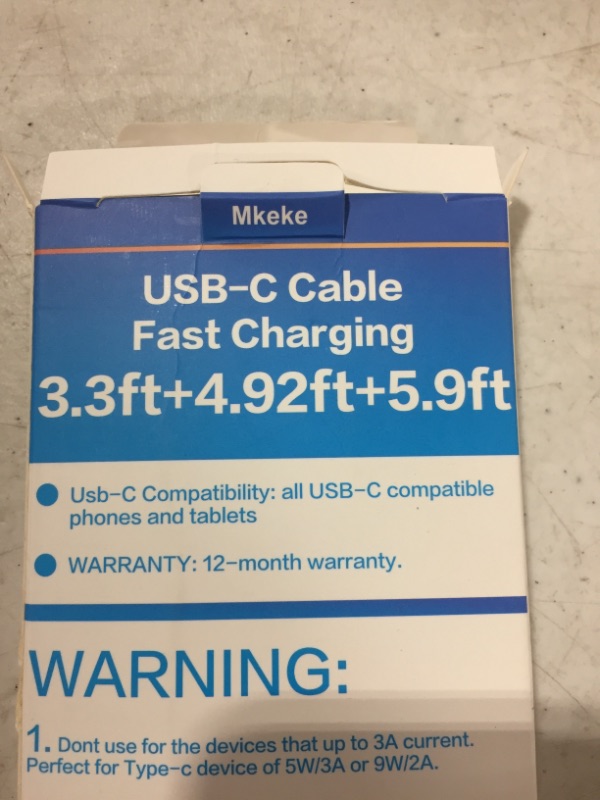 Mkeke
USB-C Cable
Fast Charging
3.3ft+4.92ft+5.9ft
Usb-C Compatibility: all USB-C compatible
phones and tablets
WARRANTY: 12-month warranty.
WARNING:
1. Dont use for the devices that up to 3A current.
Perfect for Type-c device of 5W/3A or 9W/2A.